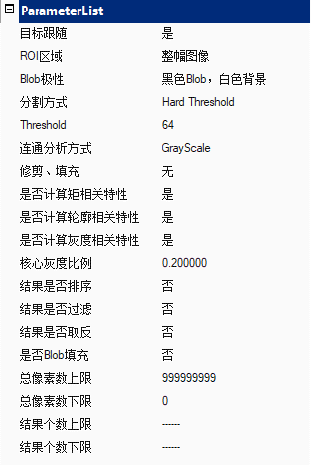 ParameterList
目标跟随 是
ROI区域 整幅图像
Blob极性 黑色Blob，白色背景
分割方式 Hard Threshold
Threshold 64
连通分析方式 GrayScale
修剪、填充 无
是否计算矩相关特性 是
是否计算轮廓相关特性 是
是否计算灰度相关特性 是
核心灰度比例 0.200000
结果是否排序 否
结果是否过滤 否
结果是否取反 否
是否Blob填充 否
总像素数上限 999999999
总像素数下限 0
结果个数上限 ------
结果个数下限 ------